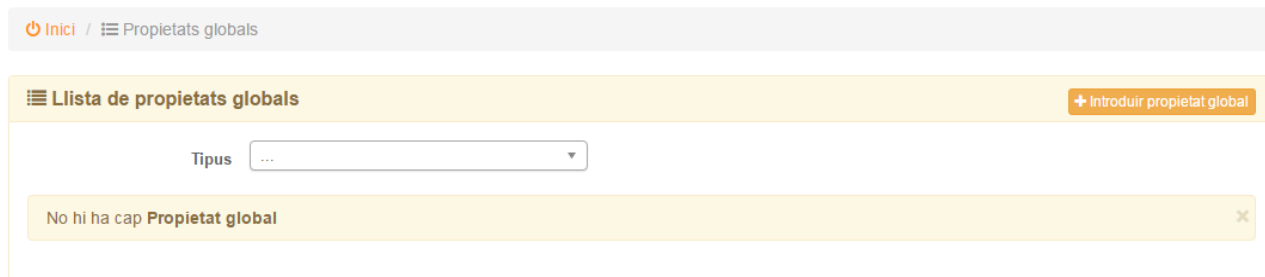 Inici / Propietats globals
Llista de propietats globals
Introduir propietat global
Tipus ...
No hi ha cap Propietat global